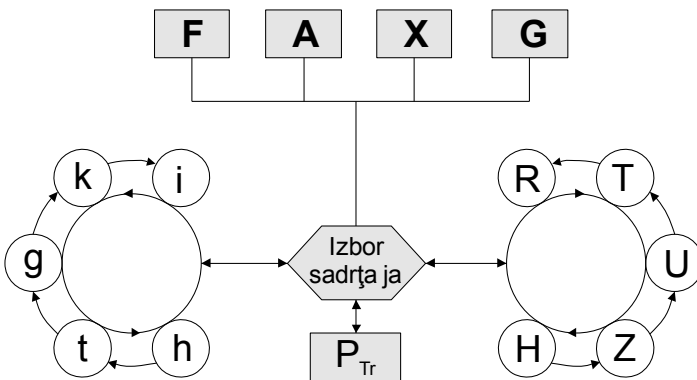 F A X G
k i
R T
g
Izbor
sadrţa ja
U
t h
H Z
P Tr